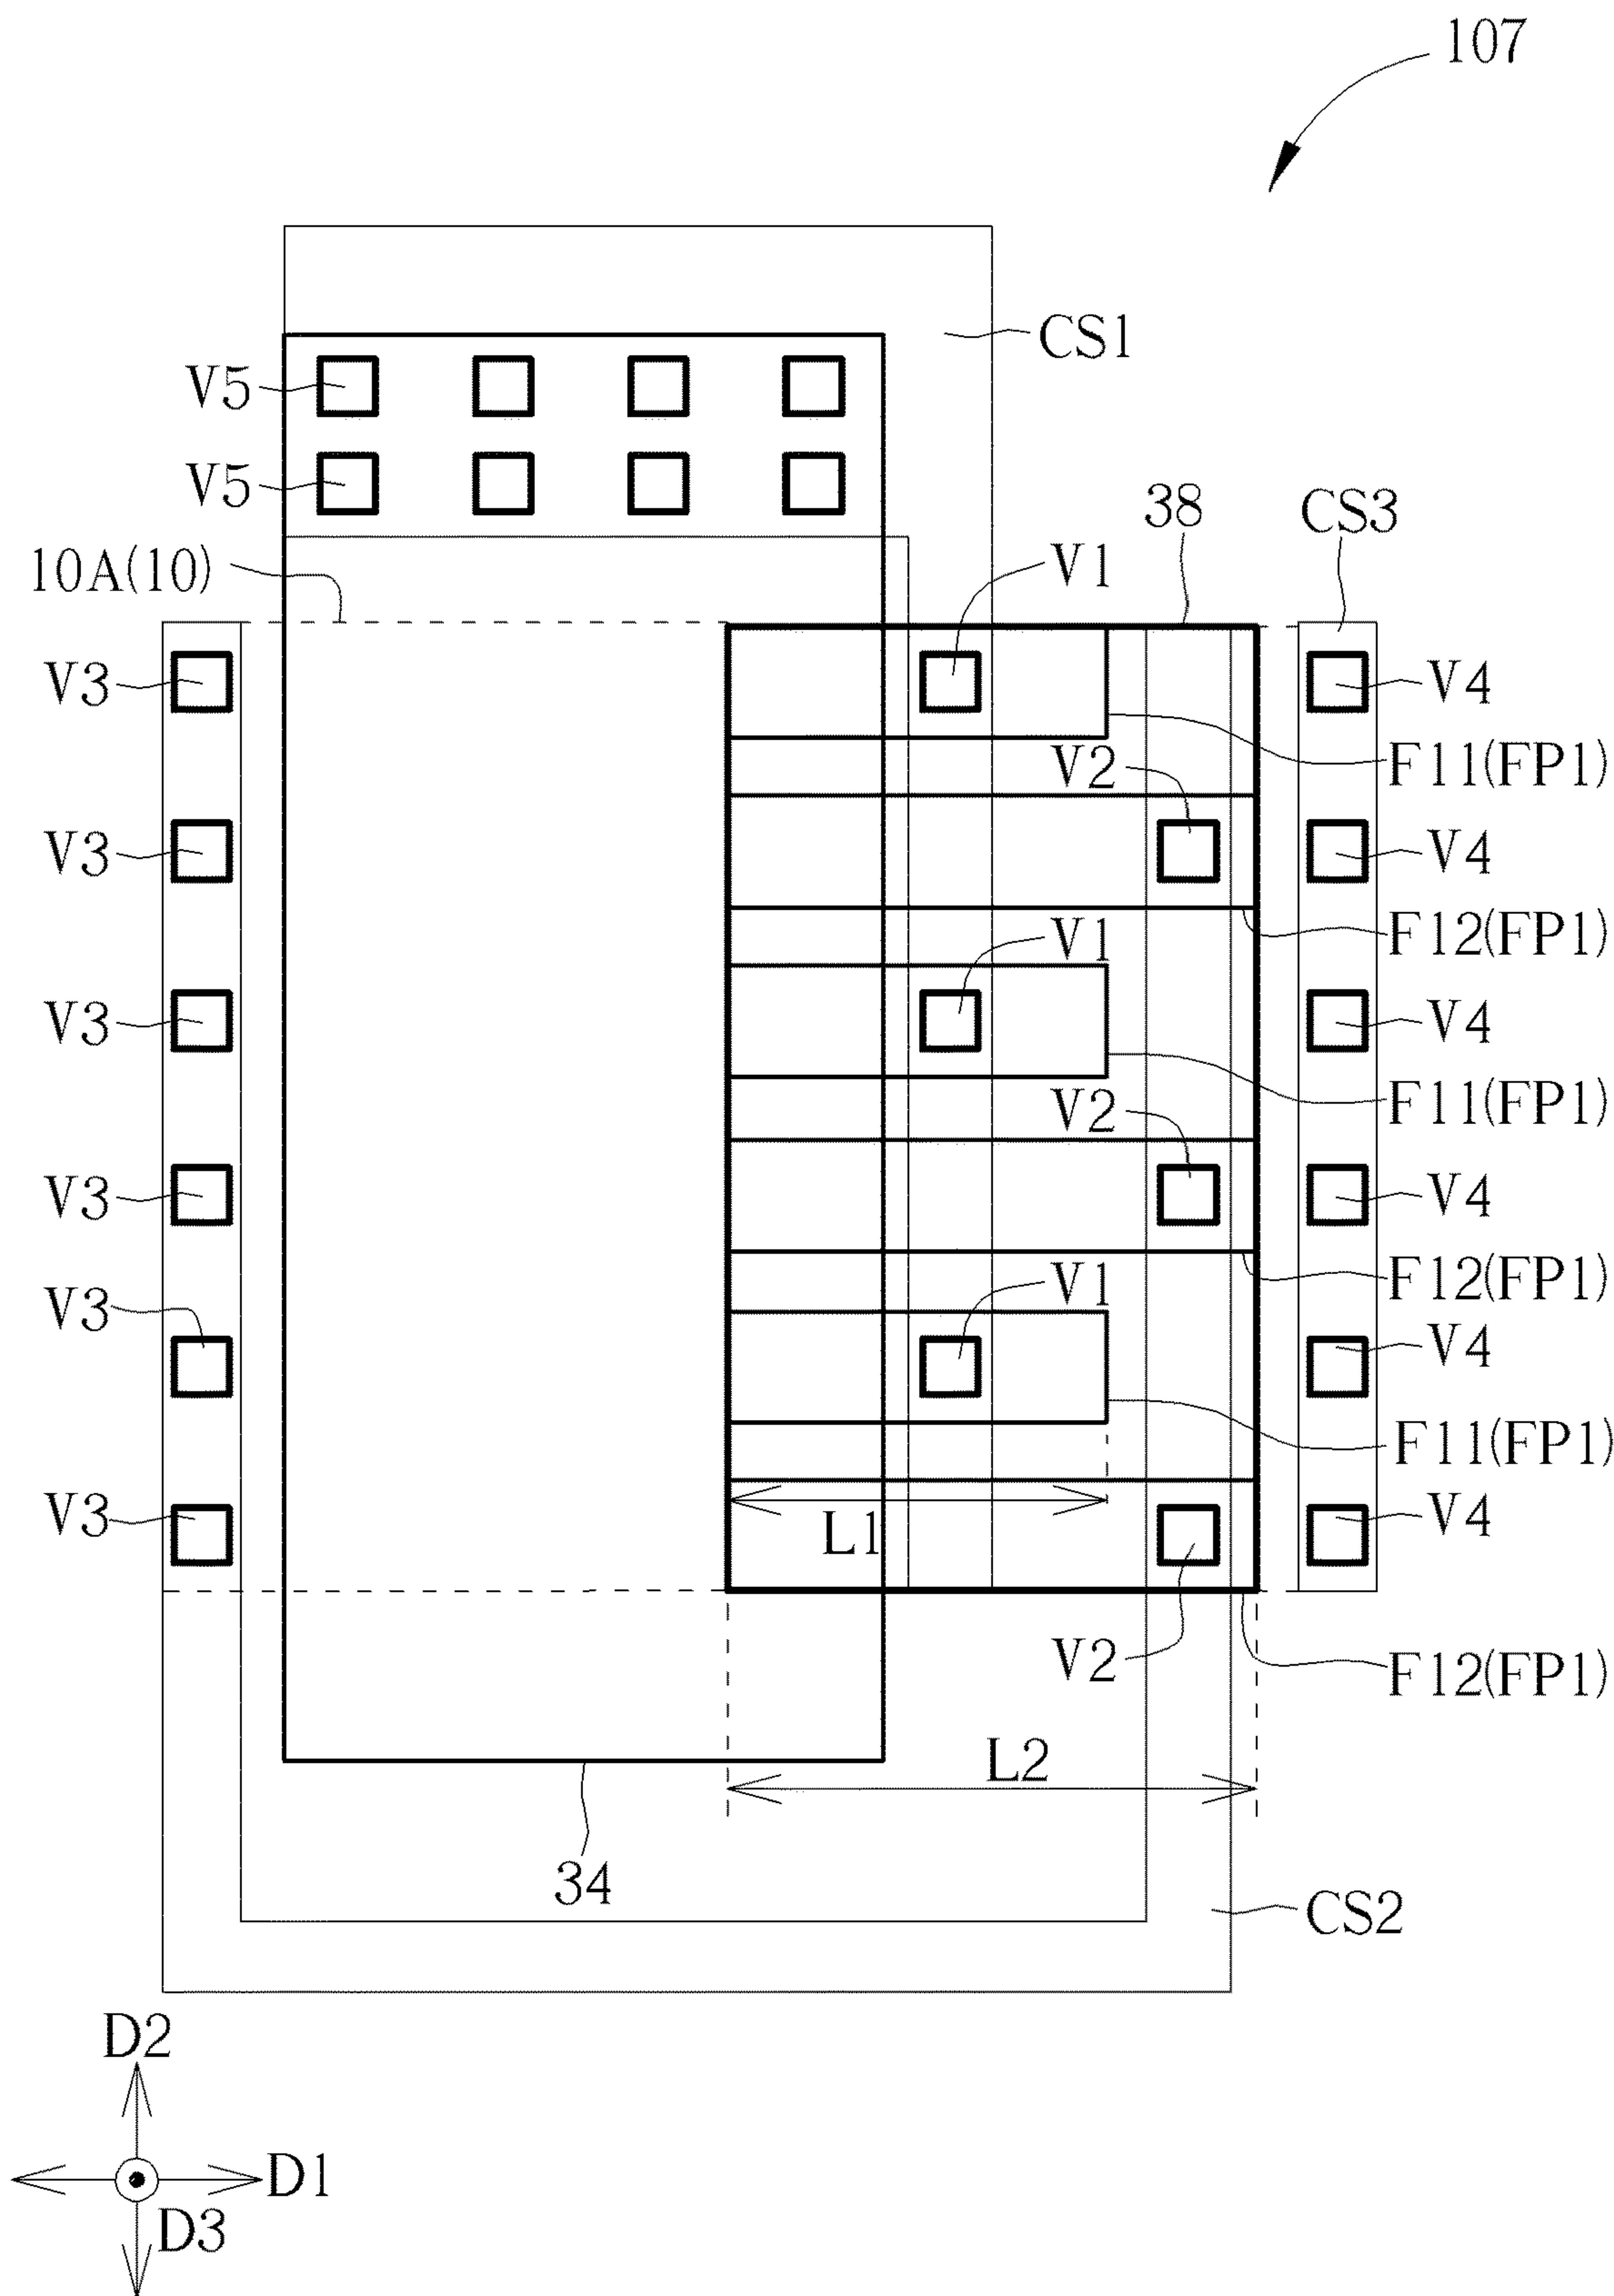 107
CS1
V5
V5
38
CS3
10A(10)
V1
V3
V4
F11(FP1)
V2
V3
V4
F12(FP1)
V1
V3
V4
F11(FP1)
V2
V3
V4
F12(FP1)
V1
V3
V4
F11(FP1)
V3
V4
L1
V2
F12(FP1)
L2
34
CS2
D2
D1
D3